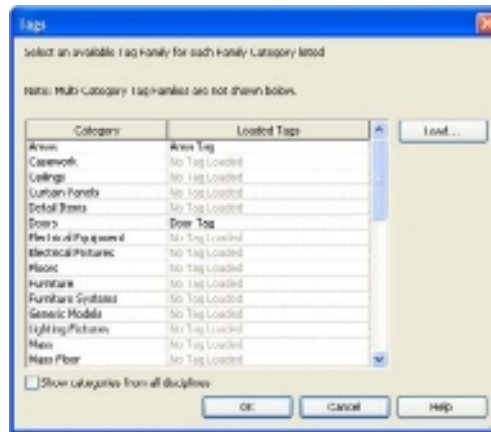 Tags
Select an available Tag Family for each Family Category listed
Note: Multi-Category Tag Families are not shown below.
Category Loaded Tags
Load...
Areas Area Tag
Casework No Tag Loaded
Ceilings No Tag Loaded
Curtain Panels No Tag Loaded
Detail Items No Tag Loaded
Doors Door Tag
Electrical Equipment No Tag Loaded
Electrical Fixtures No Tag Loaded
Floors No Tag Loaded
Furniture No Tag Loaded
Furniture Systems No Tag Loaded
Generic Models No Tag Loaded
Lighting Fixtures No Tag Loaded
Mass No Tag Loaded
Mass Floor No Tag Loaded
Show categories from all disciplines
OK Cancel Help